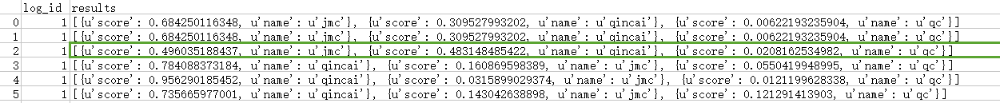 log_id results
0 1 [{u'score': 0.684250116348, u'name': u'jmc'}, {u'score': 0.309527993202, u'name': u'qincai'}, {u'score': 0.00622193235904, u'name': u'qc'}]
1 1 [{u'score': 0.684250116348, u'name': u'jmc'}, {u'score': 0.309527993202, u'name': u'qincai'}, {u'score': 0.00622193235904, u'name': u'qc'}]
2 1 [{u'score': 0.496035188437, u'name': u'jmc'}, {u'score': 0.483148485422, u'name': u'qincai'}, {u'score': 0.0208162534982, u'name': u'qc'}]
3 1 [{u'score': 0.784088373184, u'name': u'qincai'}, {u'score': 0.160869598389, u'name': u'jmc'}, {u'score': 0.0550419948995, u'name': u'qc'}]
4 1 [{u'score': 0.956290185452, u'name': u'qincai'}, {u'score': 0.0315899029374, u'name': u'jmc'}, {u'score': 0.0121199628338, u'name': u'qc'}]
5 1 [{u'score': 0.735665977001, u'name': u'qincai'}, {u'score': 0.143042638898, u'name': u'jmc'}, {u'score': 0.121291413903, u'name': u'qc'}]